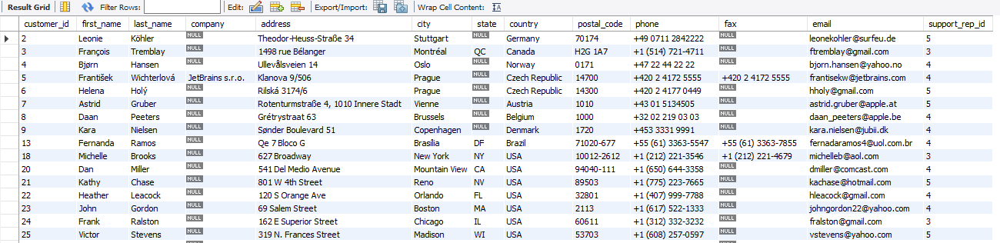 Result Grid Filter Rows: Edit: Export/Import: Wrap Cell Content:
customer_id first_name last_name company address city state country postal_code phone fax email support_rep_id
2 Leonie Köhler NULL Theodor-Heuss-Straße 34 Stuttgart NULL Germany 70174 +49 0711 2842222 NULL leonekohler@surfeu.de 5
3 François Tremblay NULL 1498 rue Bélanger Montréal QC Canada H2G 1A7 +1 (514) 721-4711 NULL ftremblay@gmail.com 3
4 Bjørn Hansen NULL Ullevålsveien 14 Oslo NULL Norway 0171 +47 22 44 22 22 NULL bjorn.hansen@yahoo.no 4
5 František Wichterlová JetBrains s.r.o. Klanova 9/506 Prague NULL Czech Republic 14700 +420 2 4172 5555 +420 2 4172 5555 frantisekw@jetbrains.com 4
6 Helena Holý NULL Rilská 3174/6 Prague NULL Czech Republic 14300 +420 2 4177 0449 NULL hholy@gmail.com 5
7 Astrid Gruber NULL Rotenturmstraße 4, 1010 Innere Stadt Vienne NULL Austria 1010 +43 01 5134505 NULL astrid.gruber@apple.at 5
8 Daan Peeters NULL Grétrystraat 63 Brussels NULL Belgium 1000 +32 02 219 03 03 NULL daan_peeters@apple.be 4
9 Kara Nielsen NULL Sønder Boulevard 51 Copenhagen NULL Denmark 1720 +453 3331 9991 NULL kara.nielsen@jubii.dk 4
13 Fernanda Ramos NULL Qe 7 Bloco G Brasília DF Brazil 71020-677 +55 (61) 3363-5547 +55 (61) 3363-7855 fernadaramos4@uol.com.br 4
18 Michelle Brooks NULL 627 Broadway New York NY USA 10012-2612 +1 (212) 221-3546 +1 (212) 221-4679 michelleb@aol.com 3
20 Dan Miller NULL 541 Del Medio Avenue Mountain View CA USA 94040-111 +1 (650) 644-3358 NULL dmiller@comcast.com 4
21 Kathy Chase NULL 801 W 4th Street Reno NV USA 89503 +1 (775) 223-7665 NULL kachase@hotmail.com 5
22 Heather Leacock NULL 120 S Orange Ave Orlando FL USA 32801 +1 (407) 999-7788 NULL hleacock@gmail.com 4
23 John Gordon NULL 69 Salem Street Boston MA USA 2113 +1 (617) 522-1333 NULL johngordon22@yahoo.com 4
24 Frank Ralston NULL 162 E Superior Street Chicago IL USA 60611 +1 (312) 332-3232 NULL fralston@gmail.com 3
25 Victor Stevens NULL 319 N. Frances Street Madison WI USA 53703 +1 (608) 257-0597 NULL vstevens@yahoo.com 5